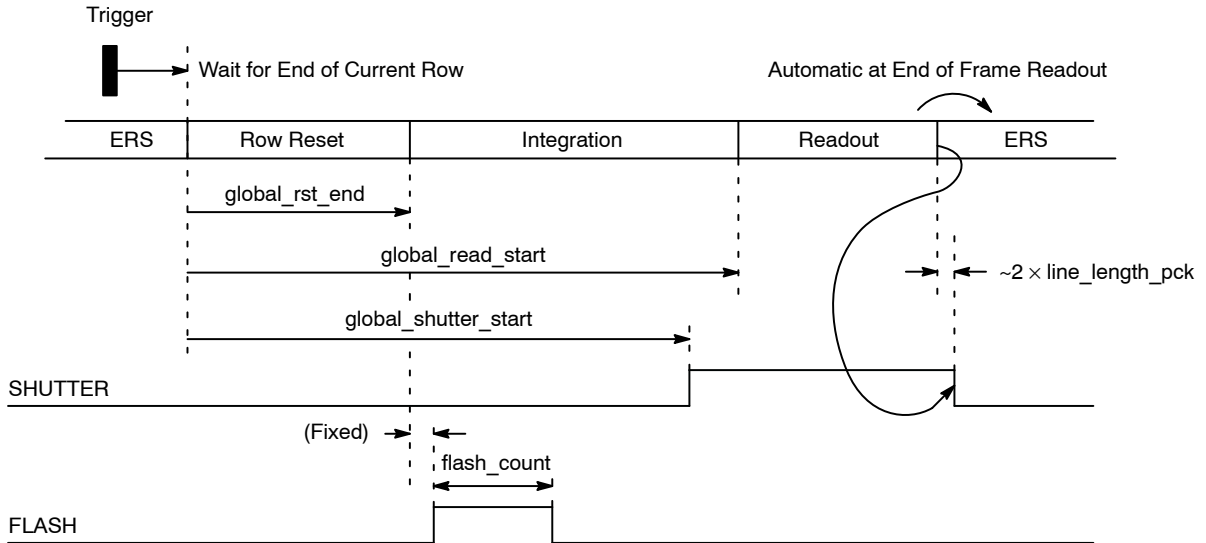 Trigger
Wait for End of Current Row
Automatic at End of Frame Readout
ERS
Row Reset
Integration
Readout
ERS
global_rst_end
global_read_start
~2 × line_length_pck
global_shutter_start
SHUTTER
(Fixed)
flash_count
FLASH